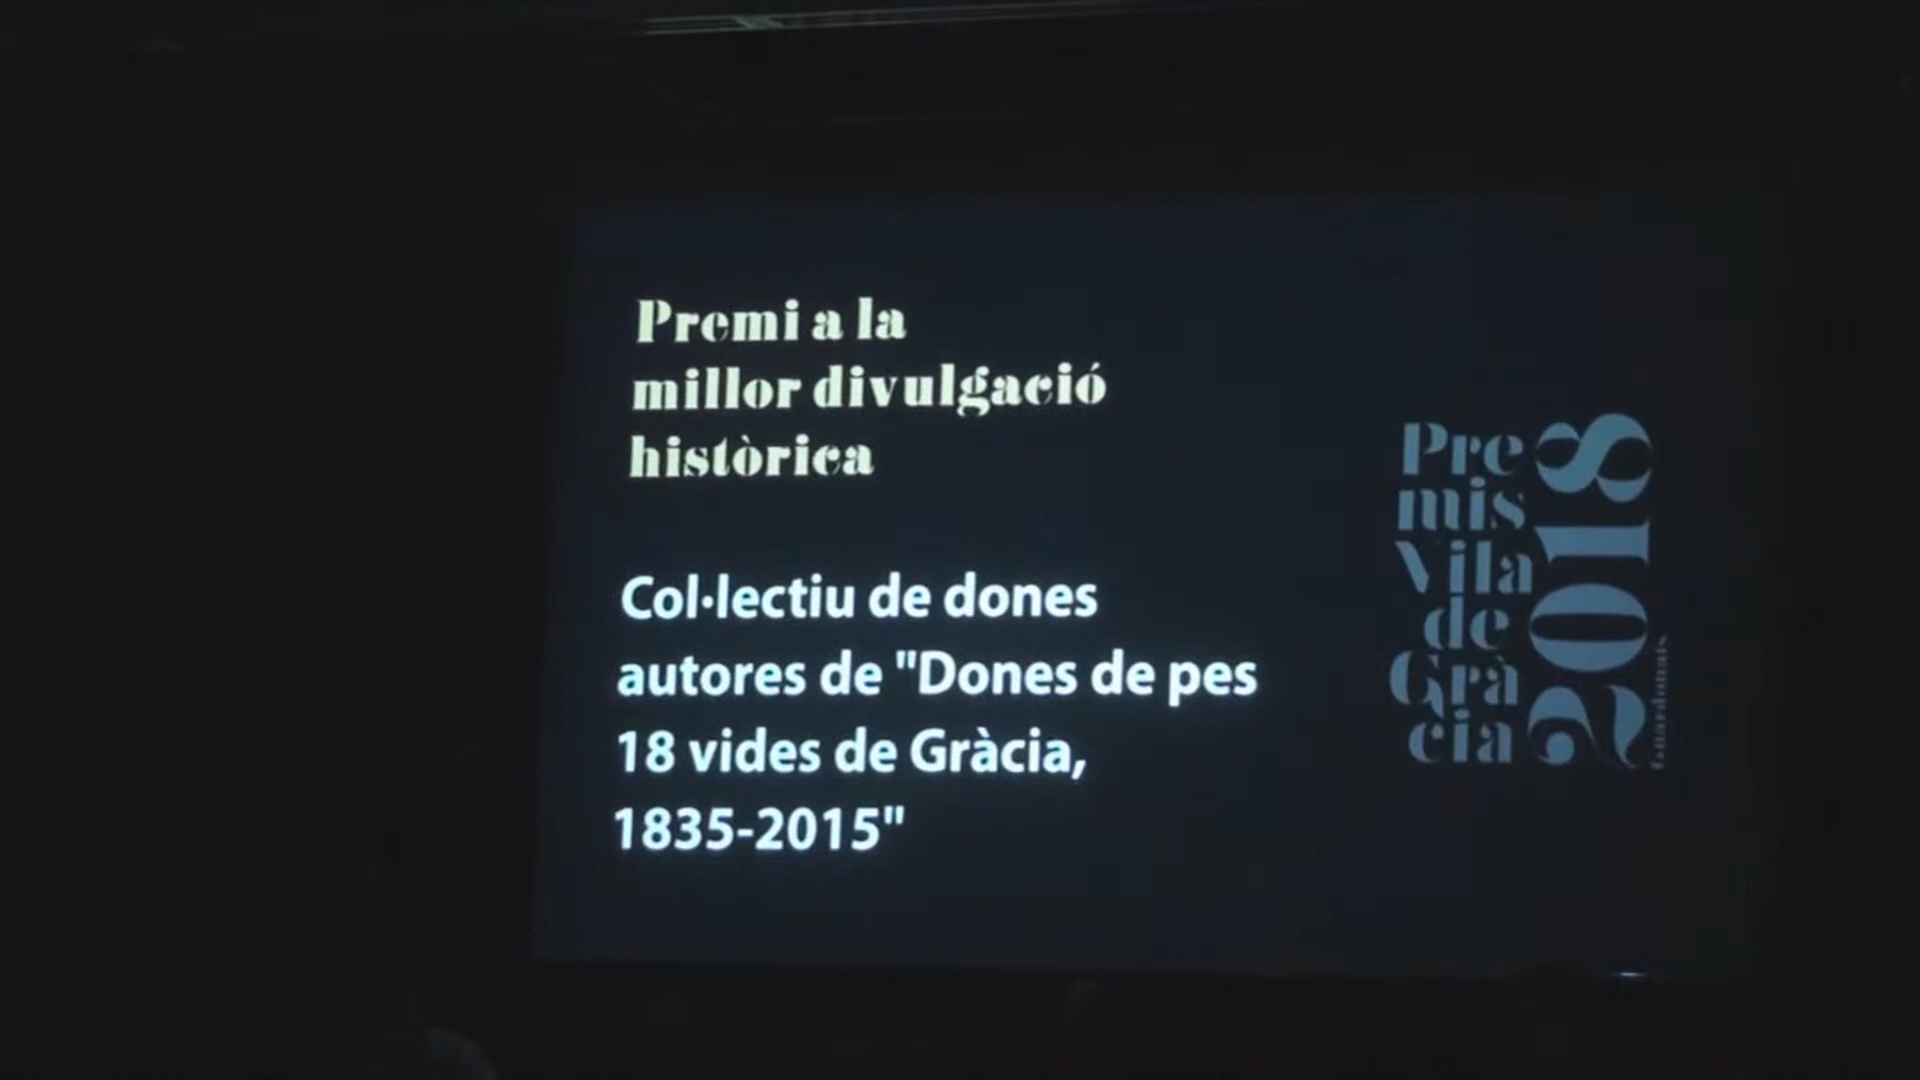 Premi a la
millor divulgació
històrica
Col·lectiu de dones
autores de "Dones de pes
18 vides de Gràcia,
1835-2015"
Pre
mis
Vila
de
Grà
cia
2018
Guardonats